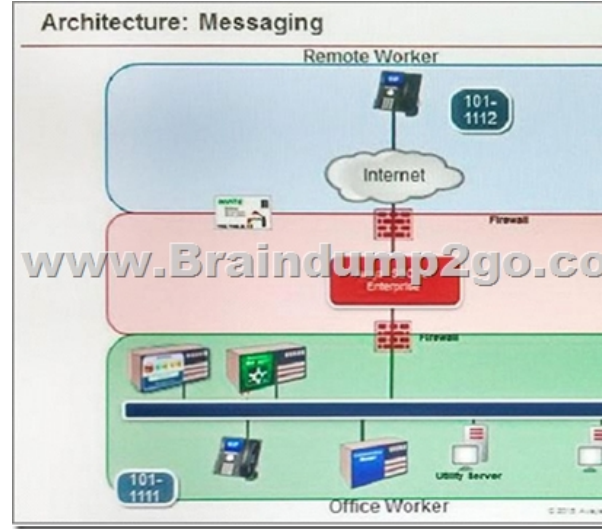 Architecture: Messaging
Remote Worker
101-
1112
Internet
INVITE
Firewall
www.Braindump2go.co
Enterprise
Firewall
Utility Server
101-
1111
Office Worker